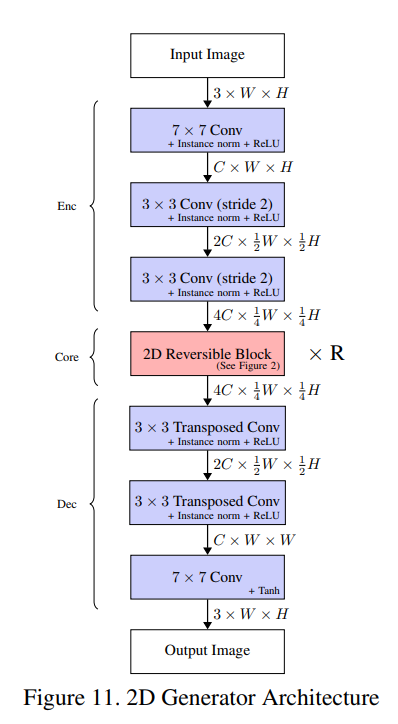 Input Image
3 × W × H
7 × 7 Conv
+ Instance norm + ReLU
C × W × H
3 × 3 Conv (stride 2)
+ Instance norm + ReLU
2C × ½W × ½H
Enc
3 × 3 Conv (stride 2)
+ Instance norm + ReLU
4C × ¼W × ¼H
Core
2D Reversible Block
(See Figure 2)
× R
4C × ¼W × ¼H
3 × 3 Transposed Conv
+ Instance norm + ReLU
2C × ½W × ½H
Dec
3 × 3 Transposed Conv
+ Instance norm + ReLU
C × W × W
7 × 7 Conv
+ Tanh
3 × W × H
Output Image
Figure 11. 2D Generator Architecture